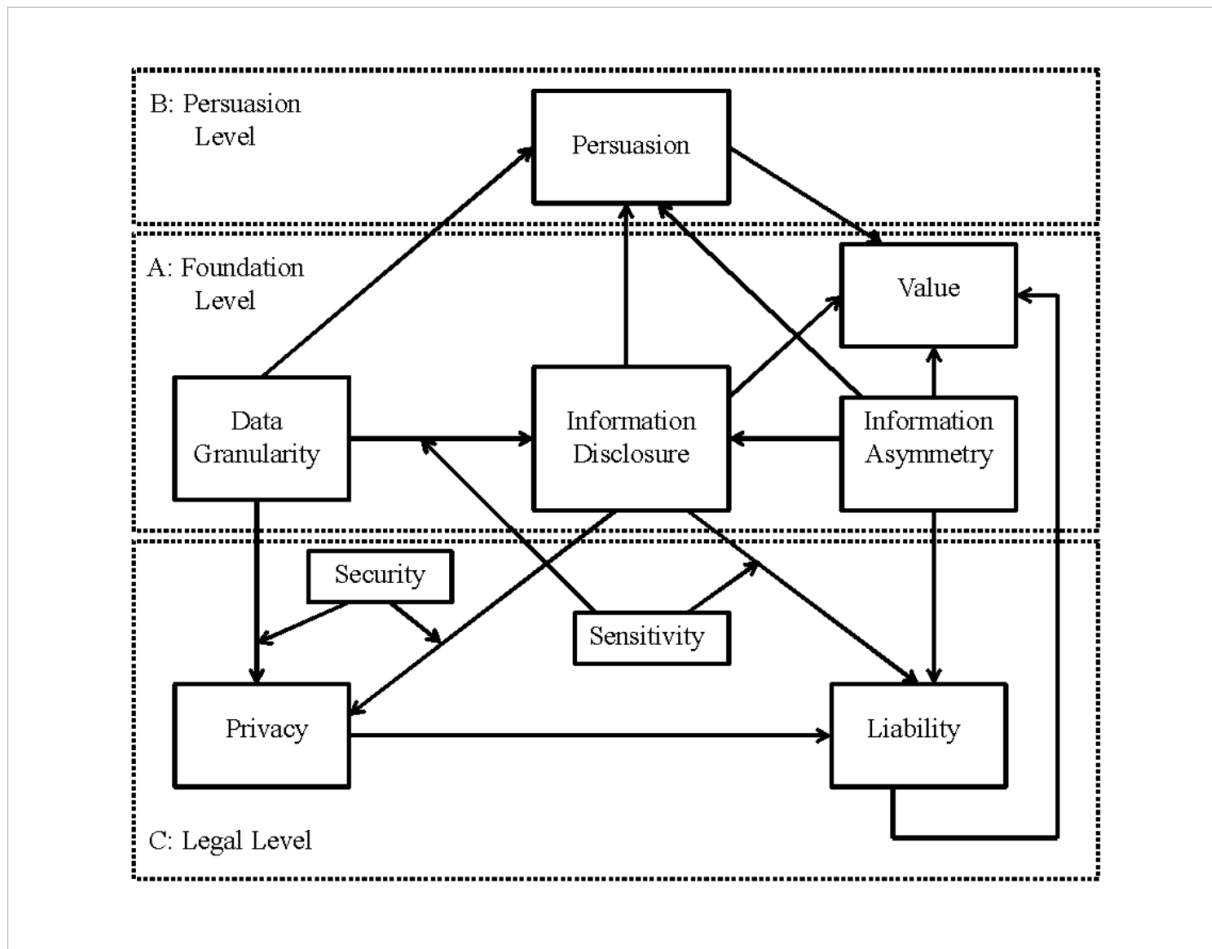 B: Persuasion
Level
Persuasion
A: Foundation
Level
Value
Data
Granularity
Information
Disclosure
Information
Asymmetry
Security
Sensitivity
Privacy
Liability
C: Legal Level